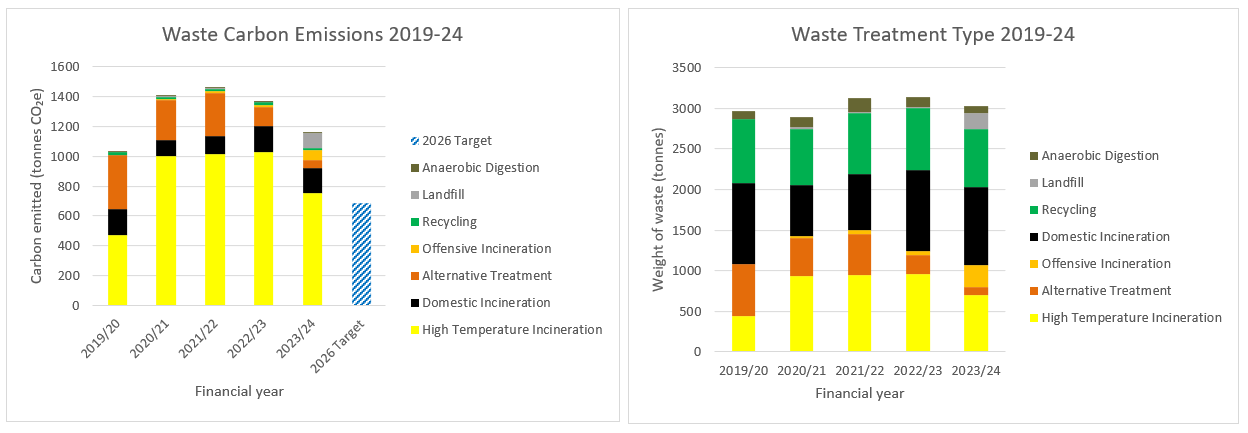 Waste Carbon Emissions 2019-24
Carbon emitted (tonnes CO₂e)
1600
1400
1200
1000
800
600
400
200
0
2019/20
2020/21
2021/22
2022/23
2023/24
2026 Target
Financial year
2026 Target
Anaerobic Digestion
Landfill
Recycling
Offensive Incineration
Alternative Treatment
Domestic Incineration
High Temperature Incineration
Waste Treatment Type 2019-24
Weight of waste (tonnes)
3500
3000
2500
2000
1500
1000
500
0
2019/20
2020/21
2021/22
2022/23
2023/24
Financial year
Anaerobic Digestion
Landfill
Recycling
Domestic Incineration
Offensive Incineration
Alternative Treatment
High Temperature Incineration